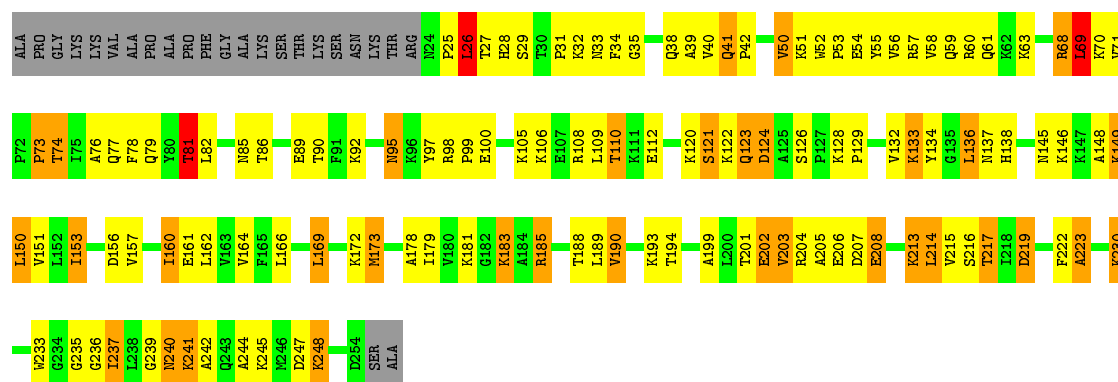 ALA PRO GLY LYS LYS VAL ALA PRO ALA PRO PHE GLY ALA LYS SER THR LYS SER ASN LYS THR ARG N24 P25 L26 T27 H28 S29 T30 P31 K32 N33 F34 G35 Q38 A39 V40 Q41 P42 V50 K51 W52 P53 E54 Y55 V56 R57 V58 Q59 R60 Q61 K62 K63 R68 L69 K70 V71
P72 P73 T74 I75 A76 Q77 F78 Q79 Y80 T81 L82 N85 T86 E89 T90 F91 K92 N95 K96 Y97 R98 P99 E100 K105 K106 E107 R108 L109 T110 K111 E112 K120 S121 K122 Q123 D124 A125 S126 P127 K128 P129 V132 K133 Y134 G135 L136 N137 H138 N145 K146 K147 A148 K149
L150 V151 L152 I153 D156 V157 I160 E161 L162 V163 V164 F165 L166 L169 K172 M173 A178 I179 V180 K181 G182 K183 A184 R185 T188 L189 V190 K193 T194 A199 L200 T201 E202 V203 R204 A205 E206 D207 E208 K213 L214 V215 S216 T217 I218 D219 F222 A223 K230
W233 G234 G235 G236 I237 L238 G239 N240 K241 A242 Q243 A244 K245 M246 D247 K248 D254 SER ALA